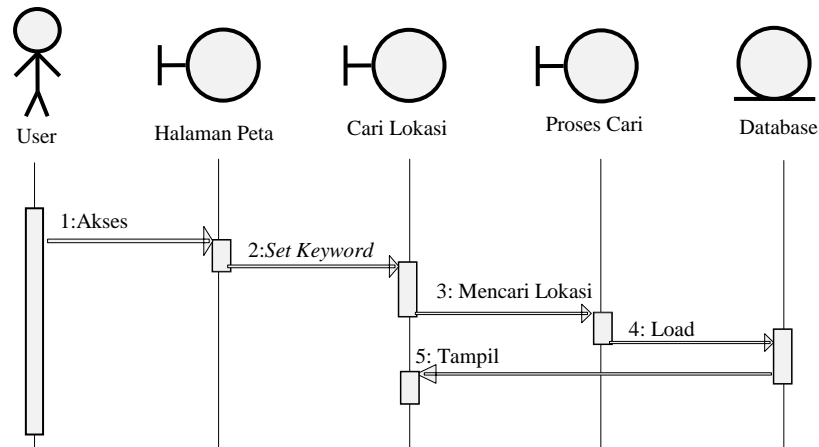 User
Halaman Peta
Cari Lokasi
Proses Cari
Database
1:Akses
2:Set Keyword
3: Mencari Lokasi
4: Load
5: Tampil